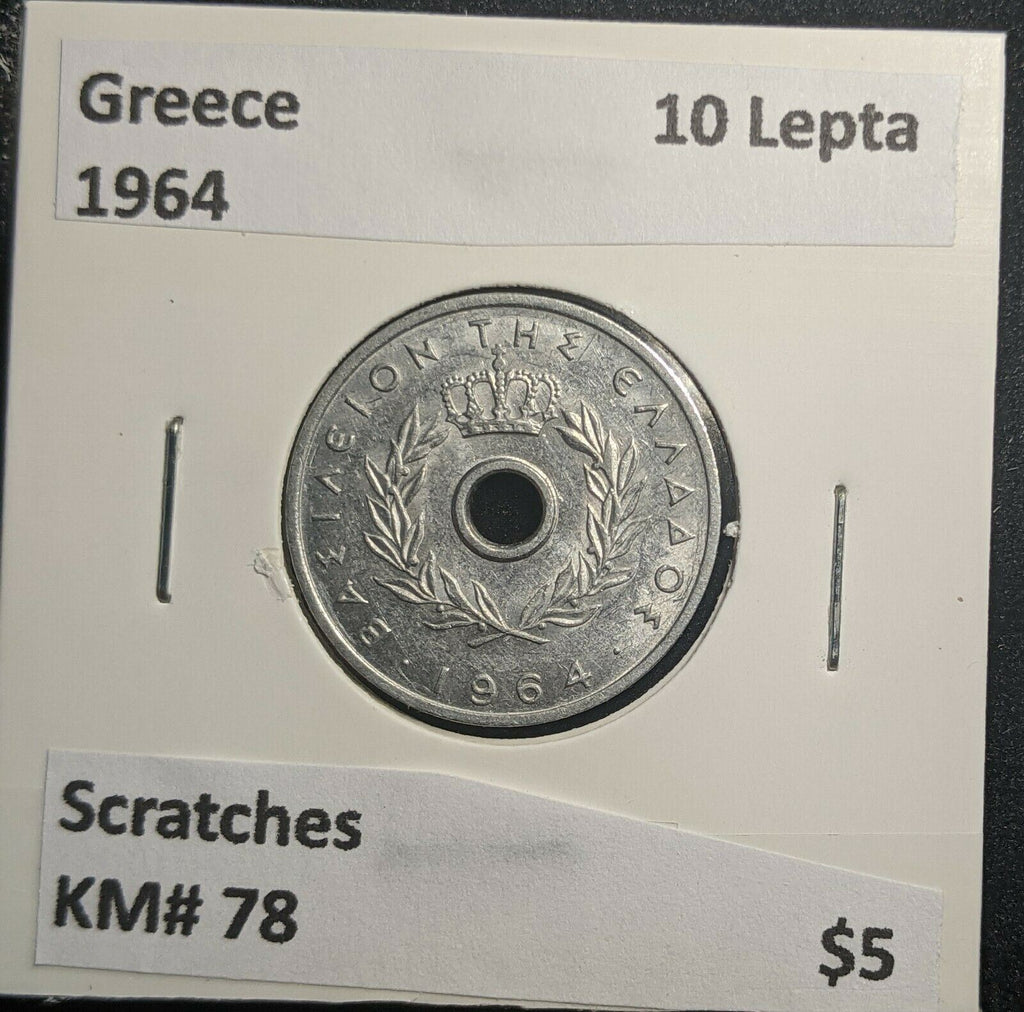 Greece
10 Lepta
1964
ΒΑΣΙΛΕΙΟΝ ΤΗΣ ΕΛΛΑΔΟΣ
· 1964 ·
Scratches
KM# 78
$5